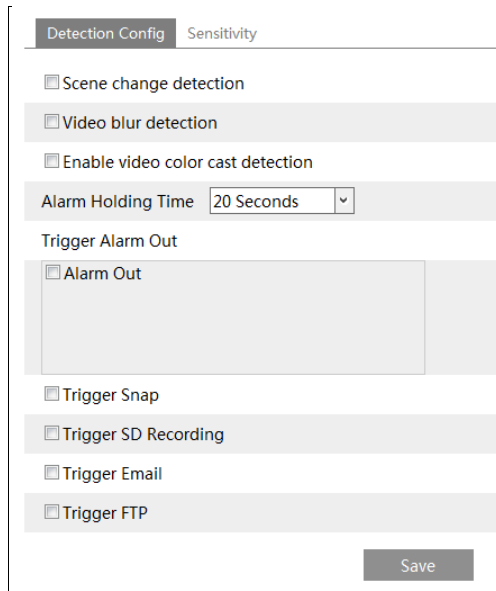 Detection Config Sensitivity
Scene change detection
Video blur detection
Enable video color cast detection
Alarm Holding Time 20 Seconds
Trigger Alarm Out
Alarm Out
Trigger Snap
Trigger SD Recording
Trigger Email
Trigger FTP
Save